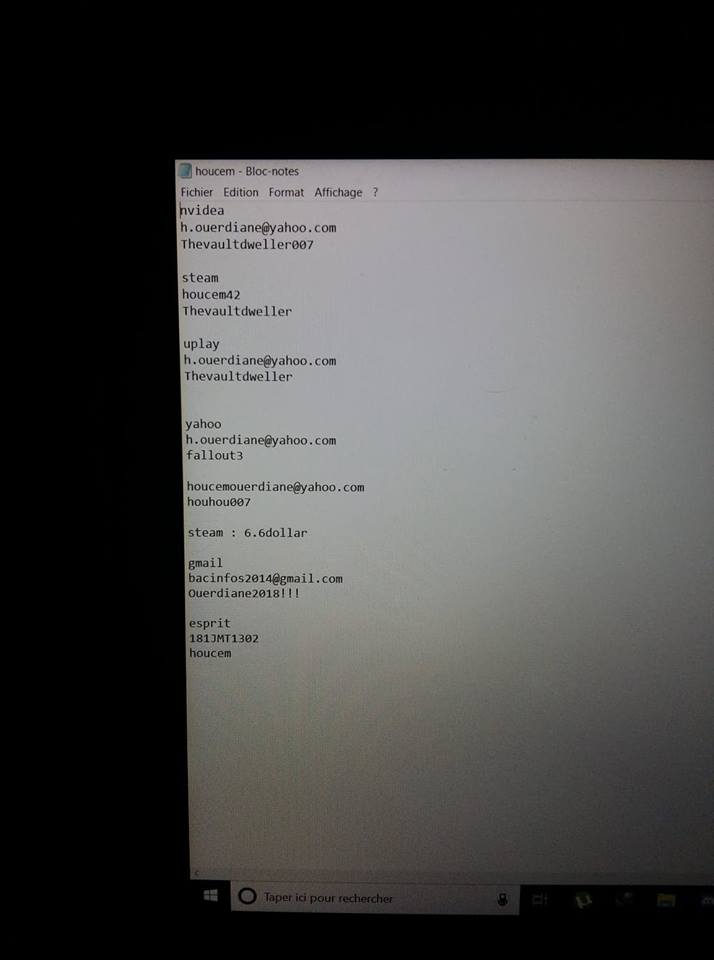 houcem - Bloc-notes
Fichier Edition Format Affichage ?
nvidea
h.ouerdiane@yahoo.com
Thevaultdweller007
steam
houcem42
Thevaultdweller
uplay
h.ouerdiane@yahoo.com
Thevaultdweller
yahoo
h.ouerdiane@yahoo.com
fallout3
houcemouerdiane@yahoo.com
houhou007
steam : 6.6dollar
gmail
bacinfos2014@gmail.com
Ouerdiane2018!!!
esprit
181JMT1302
houcem
Taper ici pour rechercher